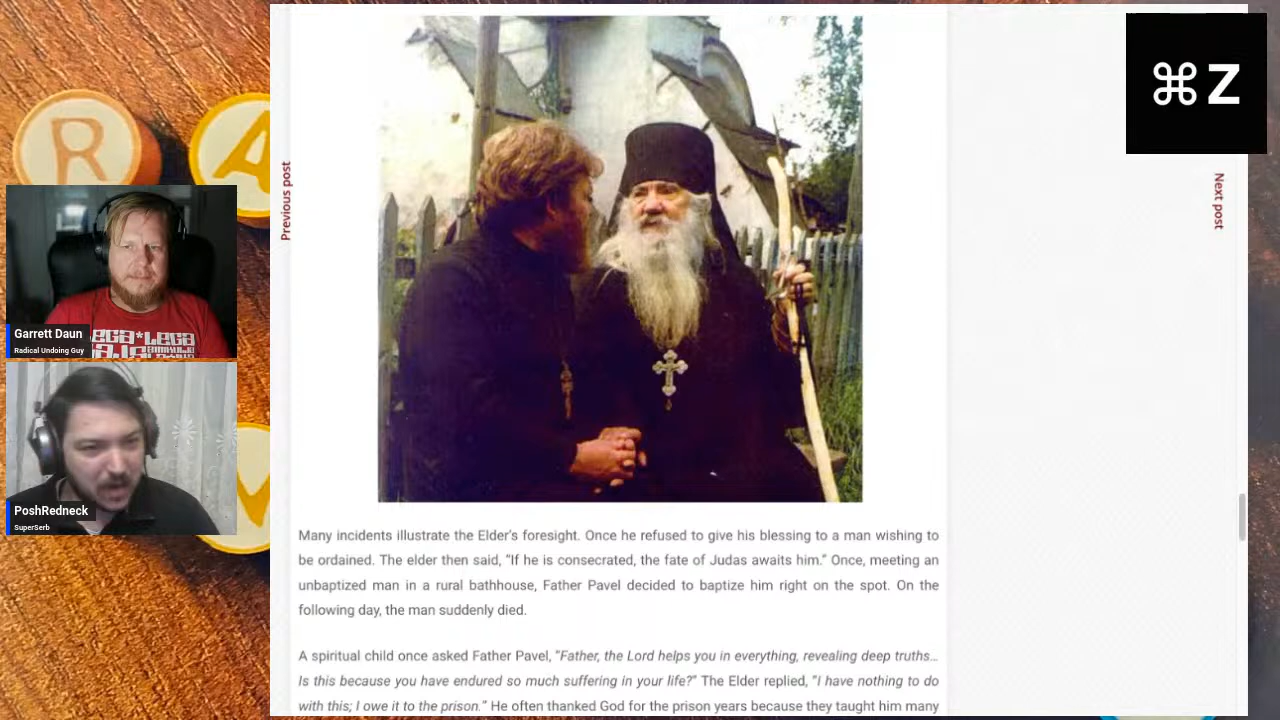 ⌘ Z
R
A
Previous post
Next post
Garrett Daun
Radical Undoing Guy
PoshRedneck
SuperSerb
Many incidents illustrate the Elder's foresight. Once he refused to give his blessing to a man wishing to
be ordained. The elder then said, “If he is consecrated, the fate of Judas awaits him.” Once, meeting an
unbaptized man in a rural bathhouse, Father Pavel decided to baptize him right on the spot. On the
following day, the man suddenly died.
A spiritual child once asked Father Pavel, “Father, the Lord helps you in everything, revealing deep truths…
Is this because you have endured so much suffering in your life?” The Elder replied, “I have nothing to do
with this; I owe it to the prison.” He often thanked God for the prison years because they taught him many